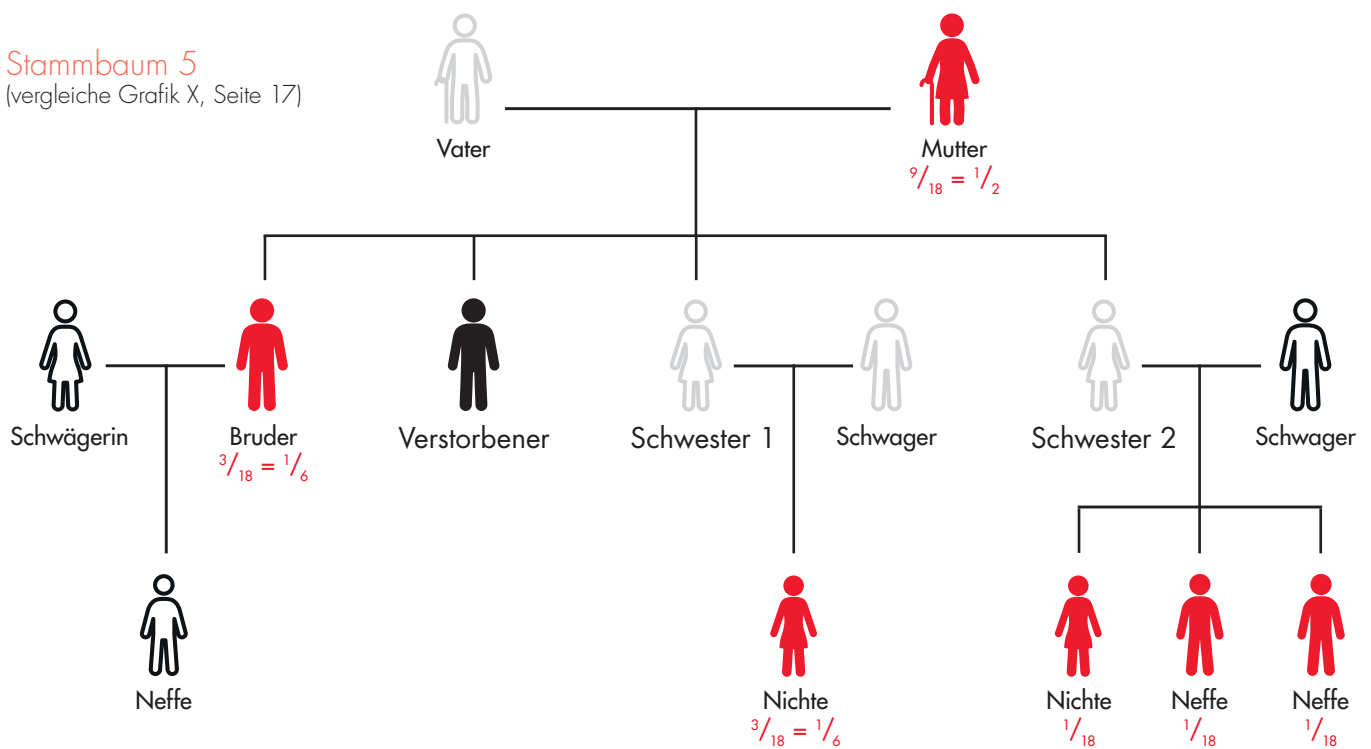 Stammbaum 5
(vergleiche Grafik X, Seite 17)
Vater
Mutter
9/18 = 1/2
Schwägerin
Bruder
3/18 = 1/6
Verstorbener
Schwester 1
Schwager
Schwester 2
Schwager
Neffe
Nichte
3/18 = 1/6
Nichte
1/18
Neffe
1/18
Neffe
1/18